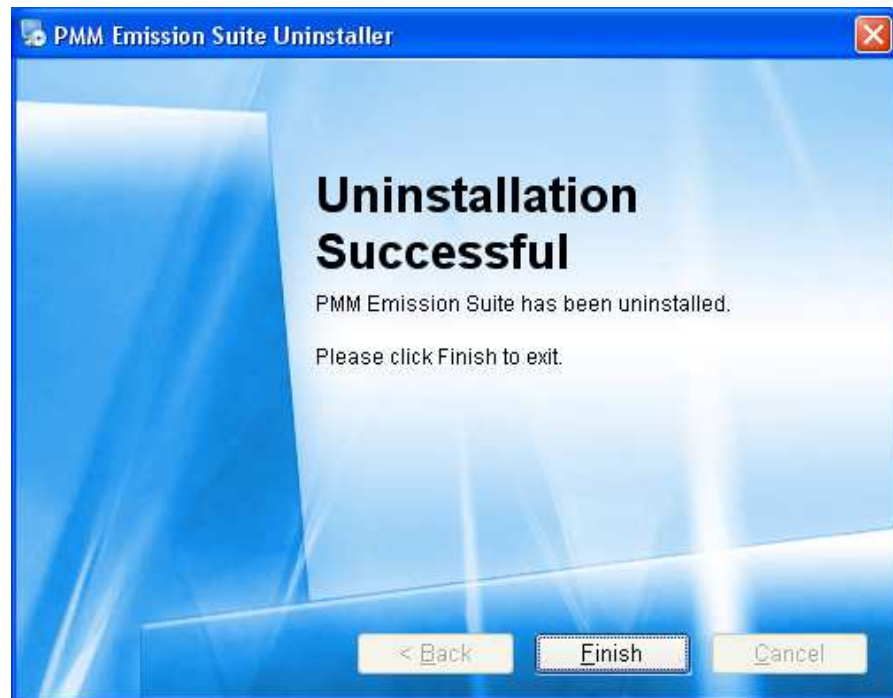 PMM Emission Suite Uninstaller
Uninstallation
Successful
PMM Emission Suite has been uninstalled.
Please click Finish to exit.
< Back Finish Cancel